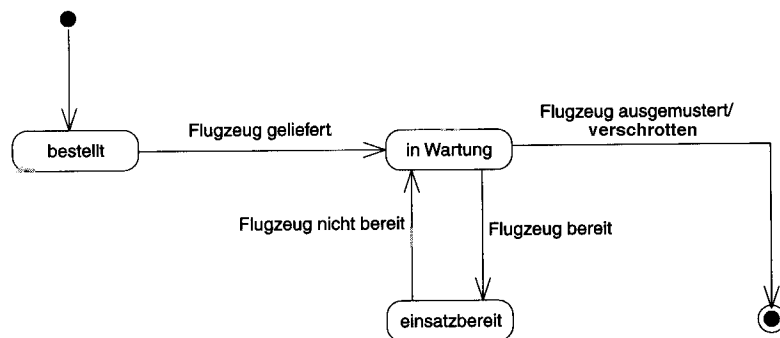 Flugzeug ausgemustert/
verschrotten
Flugzeug geliefert
bestellt
in Wartung
Flugzeug nicht bereit
Flugzeug bereit
einsatzbereit